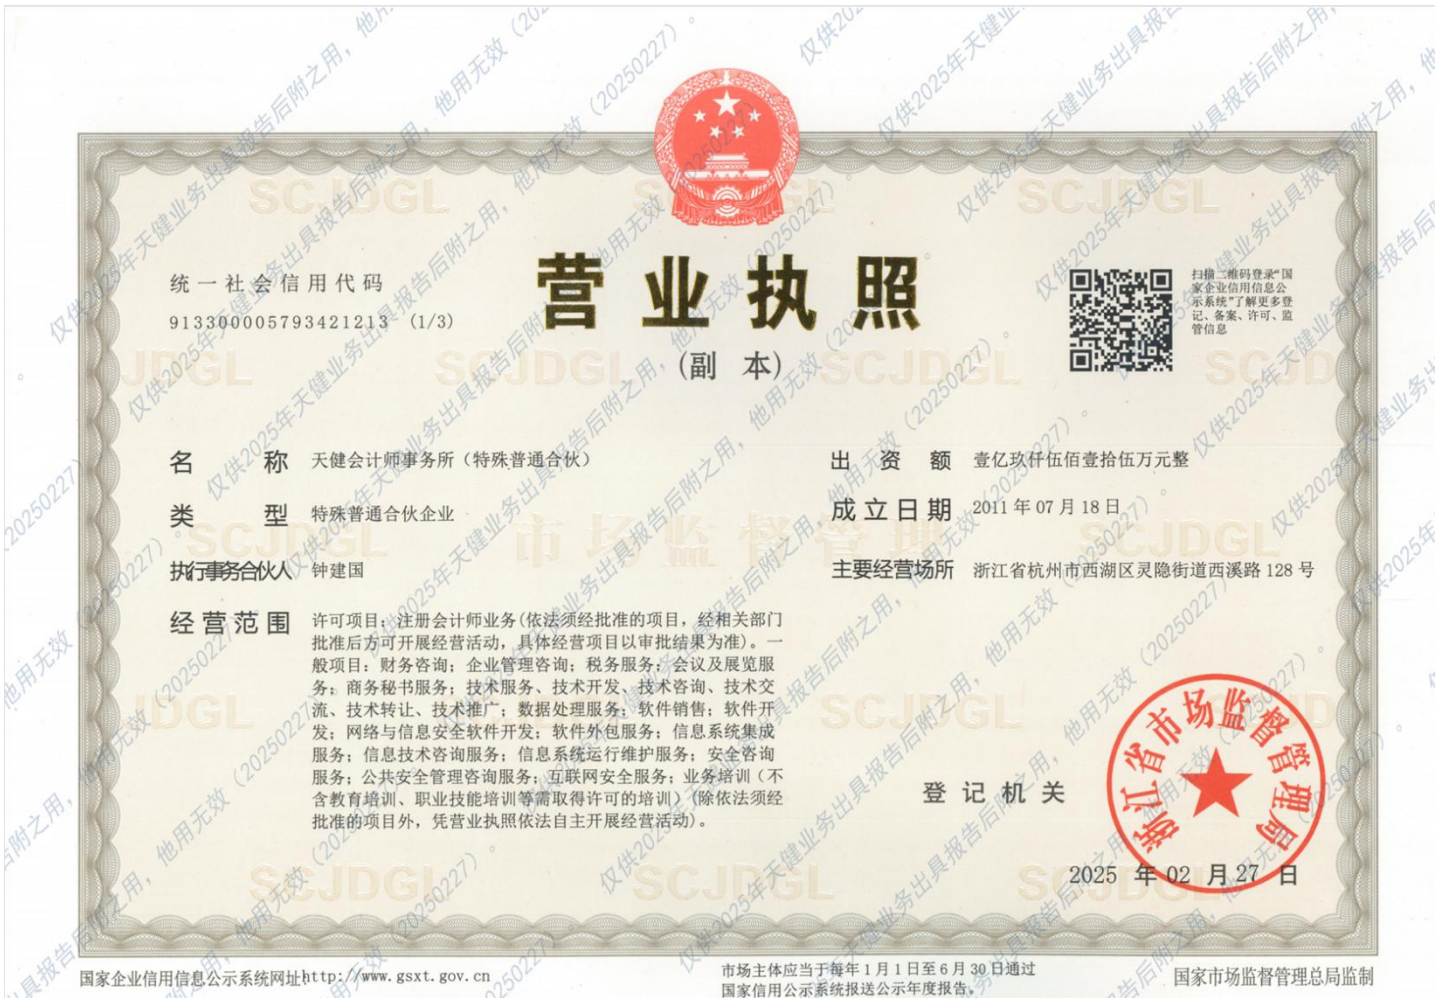 统一社会信用代码
913300005793421213 (1/3)
营业执照
(副 本)
扫描二维码登录“国
家企业信用信息公
示系统”了解更多登
记、备案、许可、监
管信息
名 称 天健会计师事务所（特殊普通合伙）
类 型 特殊普通合伙企业
执行事务合伙人 钟建国
经营范围 许可项目：注册会计师业务(依法须经批准的项目，经相关部门
批准后方可开展经营活动，具体经营项目以审批结果为准)。一
般项目：财务咨询；企业管理咨询；税务服务；会议及展览服
务；商务秘书服务；技术服务、技术开发、技术咨询、技术交
流、技术转让、技术推广；数据处理服务；软件销售；软件开
发；网络与信息安全软件开发；软件外包服务；信息系统集成
服务；信息技术咨询服务；信息系统运行维护服务；安全咨询
服务；公共安全管理咨询服务；互联网安全服务；业务培训（不
含教育培训、职业技能培训等需取得许可的培训）(除依法须经
批准的项目外，凭营业执照依法自主开展经营活动)。
出 资 额 壹亿玖仟伍佰壹拾伍万元整
成立日期 2011 年 07 月 18 日
主要经营场所 浙江省杭州市西湖区灵隐街道西溪路 128 号
登记机关
浙江省市场监督管理局
2025 年 02 月 27 日
国家企业信用信息公示系统网址http://www.gsxt.gov.cn
市场主体应当于每年 1 月 1 日至 6 月 30 日通过
国家信用公示系统报送公示年度报告。
国家市场监督管理总局监制
SCJDGL
市场监督管理
仅供2025年天健业务出具报告后附之用，他用无效（20250227）。